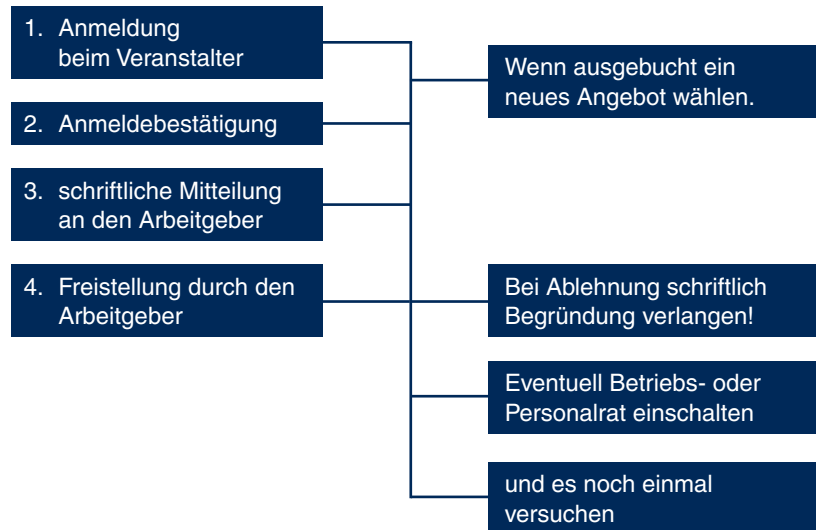 1. Anmeldung
beim Veranstalter
2. Anmeldebestätigung
3. schriftliche Mitteilung
an den Arbeitgeber
4. Freistellung durch den
Arbeitgeber
Wenn ausgebucht ein
neues Angebot wählen.
Bei Ablehnung schriftlich
Begründung verlangen!
Eventuell Betriebs- oder
Personalrat einschalten
und es noch einmal
versuchen